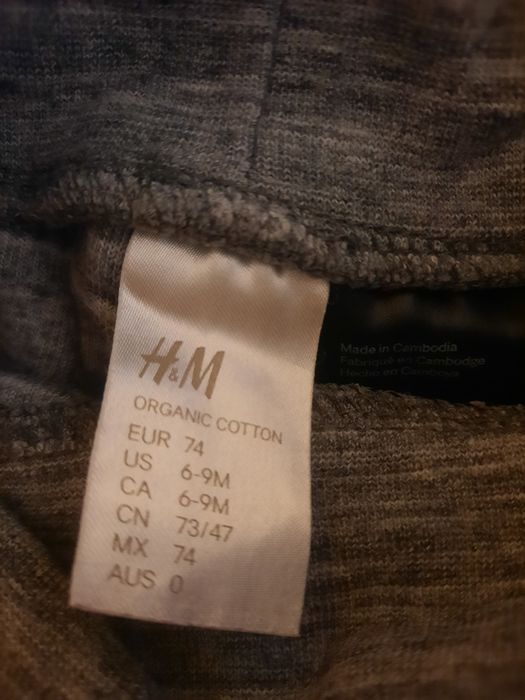 H&M
ORGANIC COTTON
EUR 74
US 6-9M
CA 6-9M
CN 73/47
MX 74
AUS 0
Made in Cambodia
Fabriqué en Cambodge
Hecho en Camboya